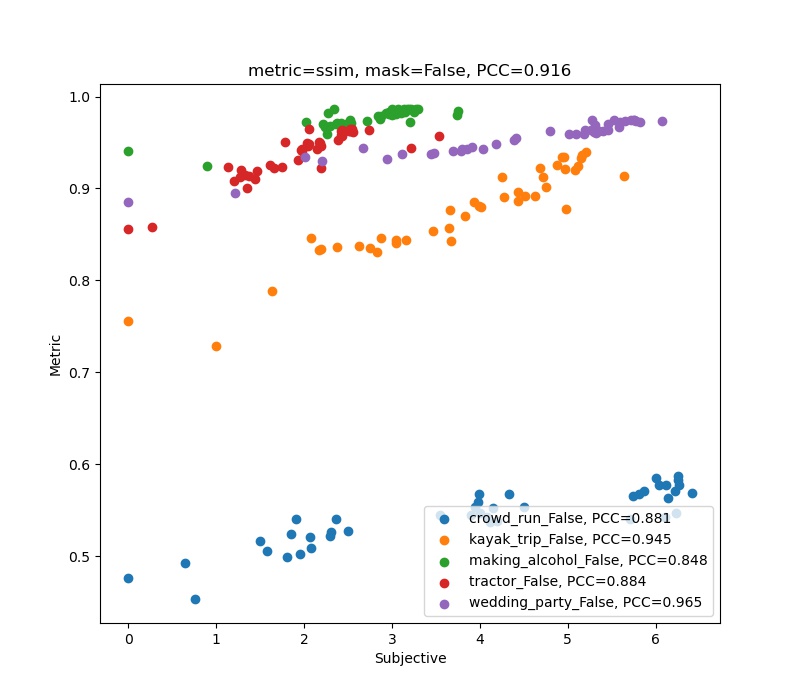 metric=ssim, mask=False, PCC=0.916
1.0
0.9
0.8
0.7
0.6
0.5
Metric
0
1
2
3
4
5
6
Subjective
crowd_run_False, PCC=0.881
kayak_trip_False, PCC=0.945
making_alcohol_False, PCC=0.848
tractor_False, PCC=0.884
wedding_party_False, PCC=0.965